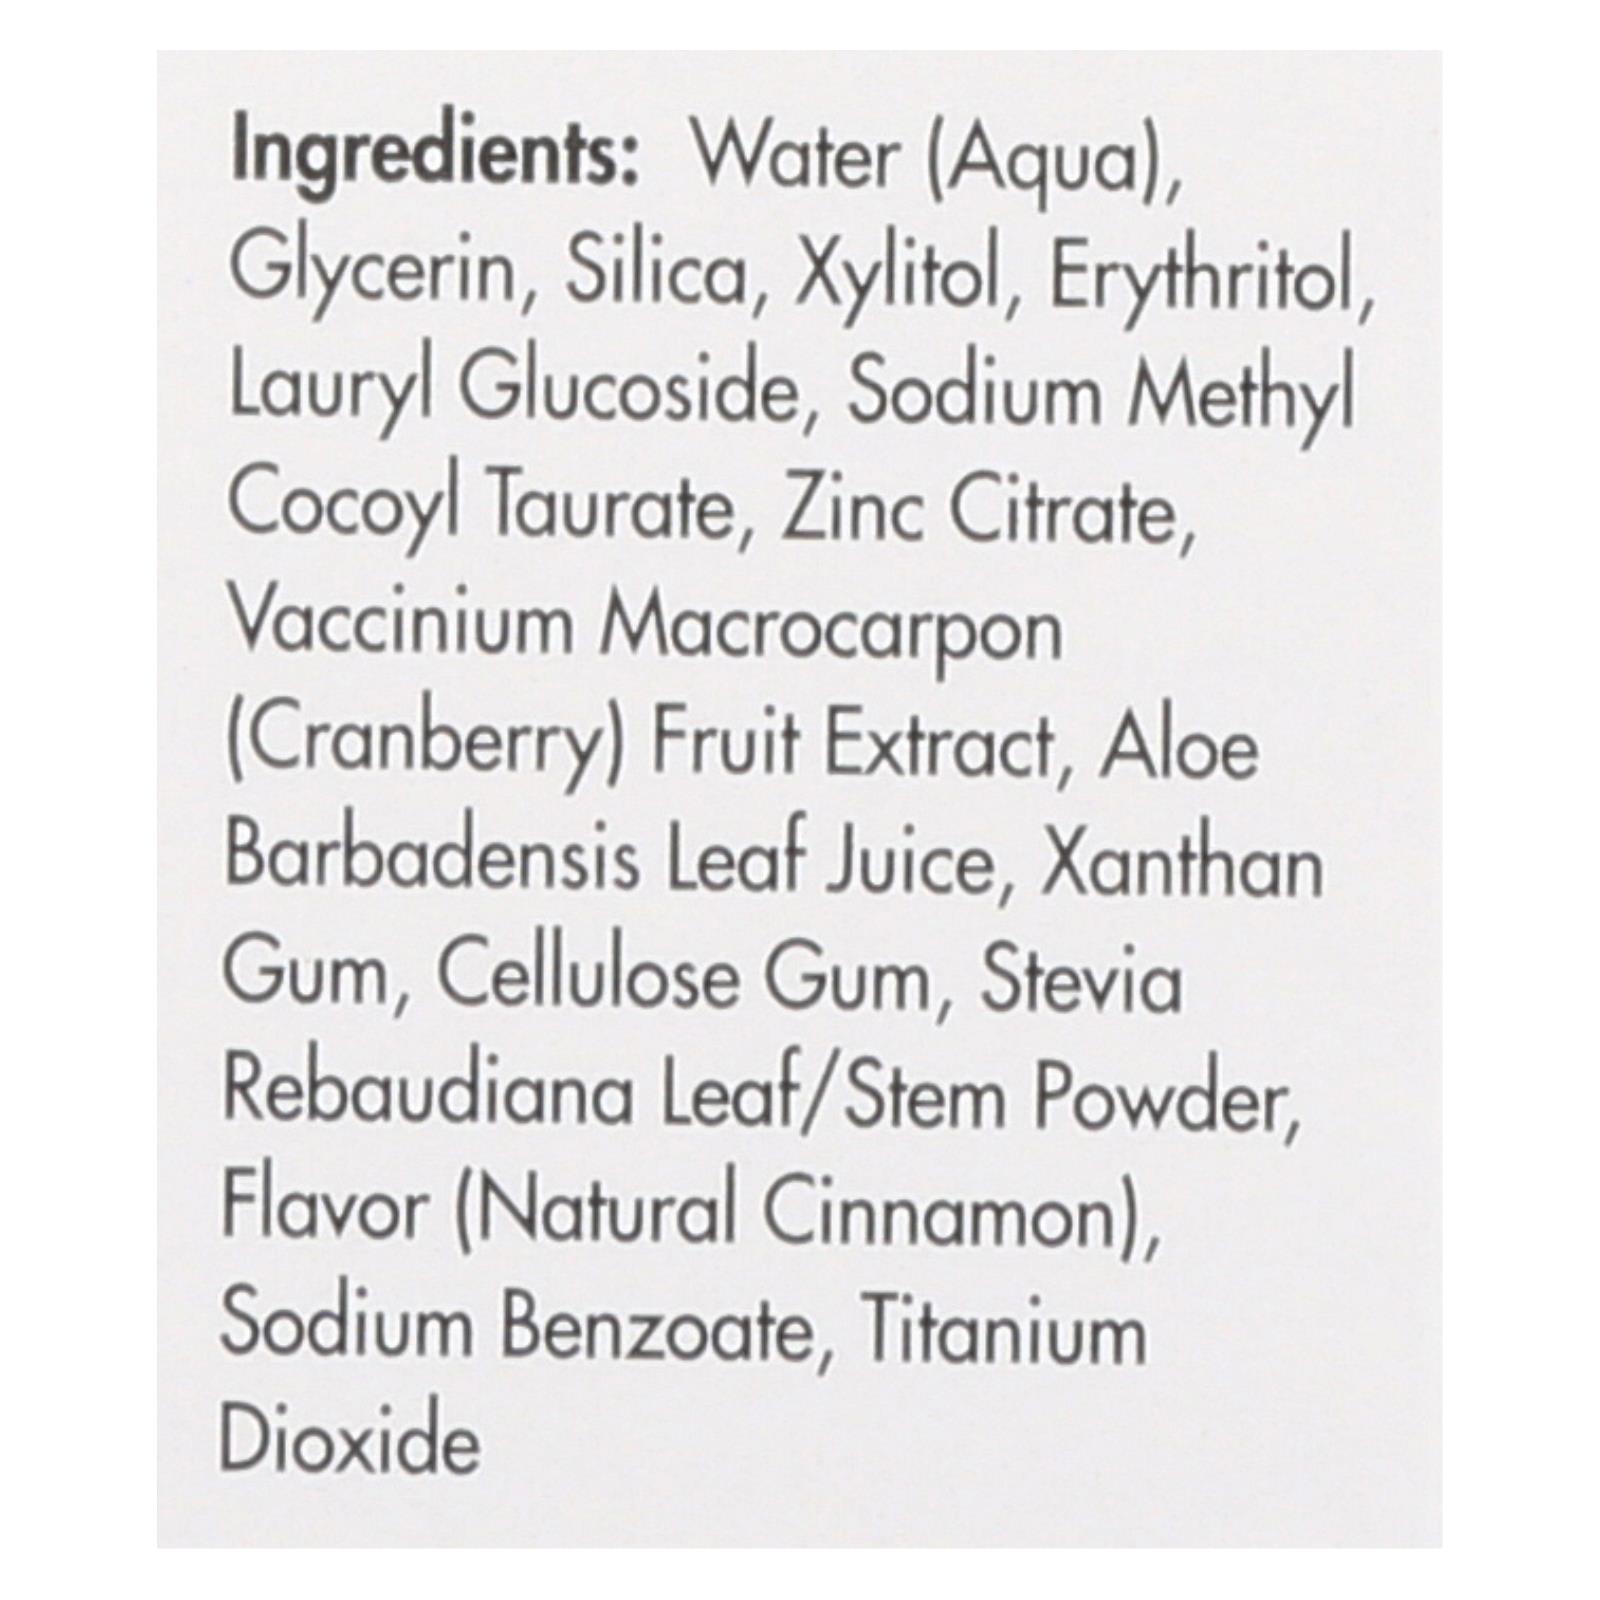 Ingredients: Water (Aqua),
Glycerin, Silica, Xylitol, Erythritol,
Lauryl Glucoside, Sodium Methyl
Cocoyl Taurate, Zinc Citrate,
Vaccinium Macrocarpon
(Cranberry) Fruit Extract, Aloe
Barbadensis Leaf Juice, Xanthan
Gum, Cellulose Gum, Stevia
Rebaudiana Leaf/Stem Powder,
Flavor (Natural Cinnamon),
Sodium Benzoate, Titanium
Dioxide